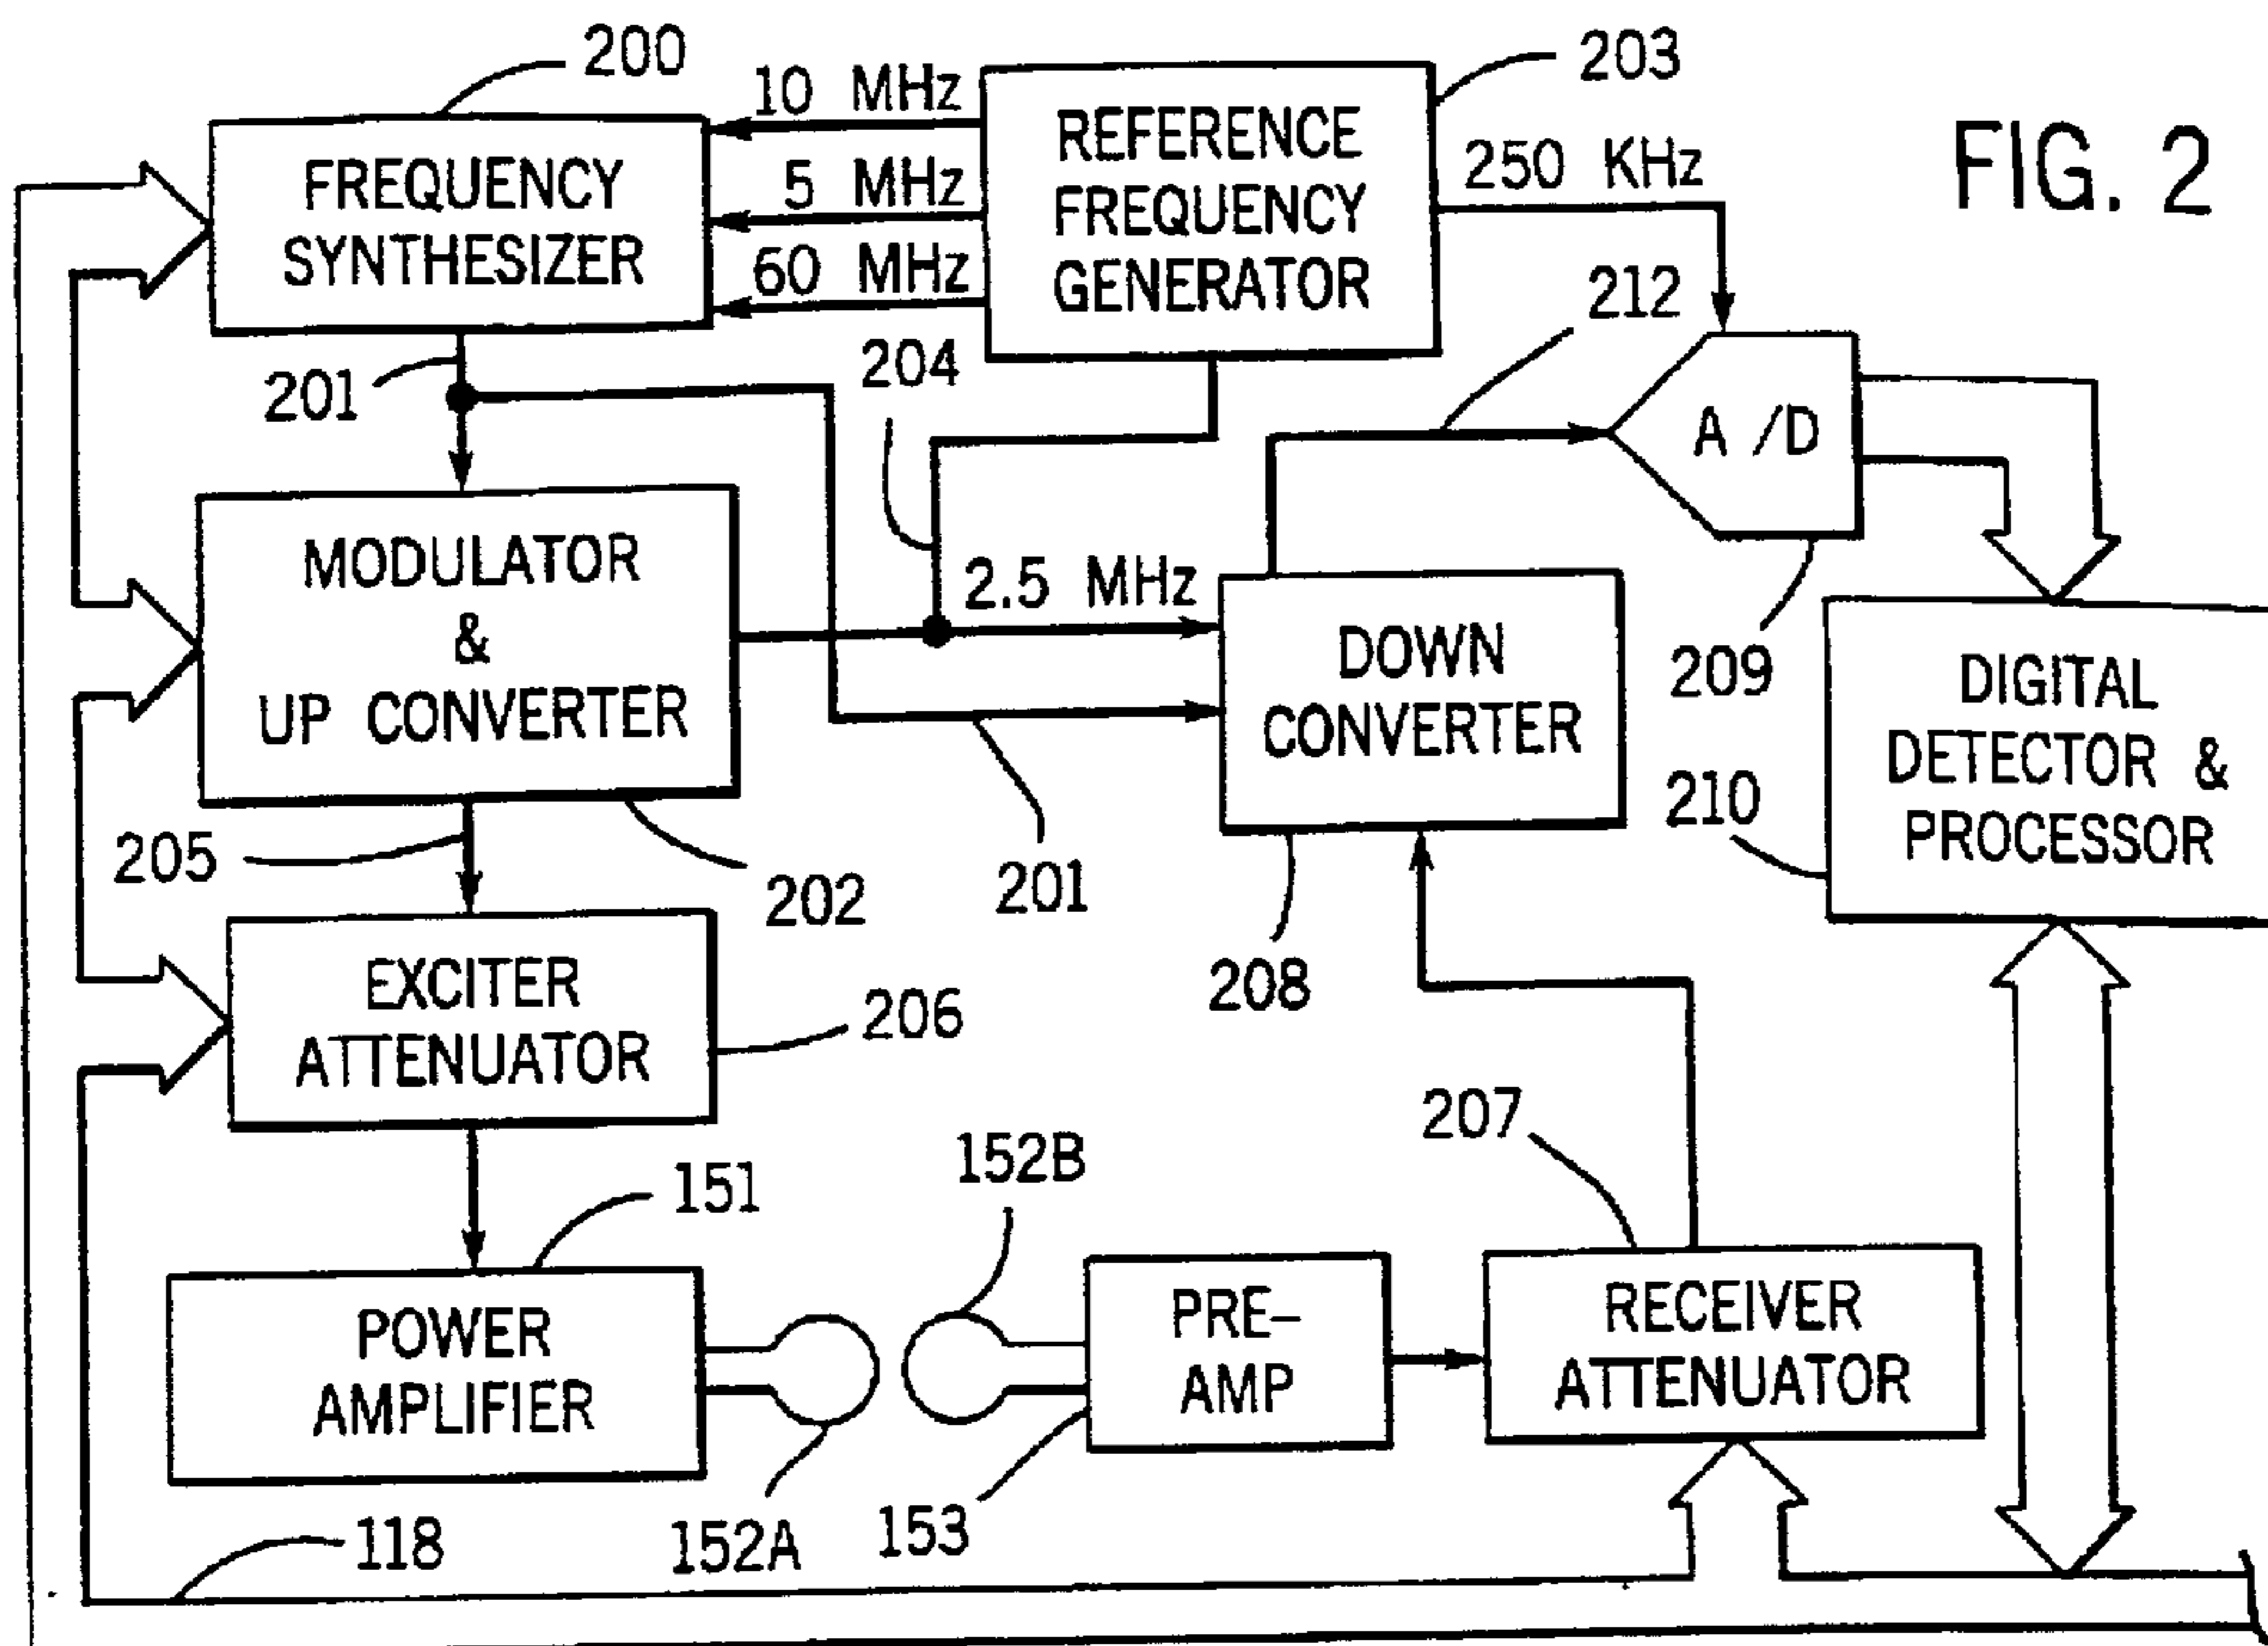 FIG. 2
200
10 MHz
5 MHz
60 MHz
FREQUENCY
SYNTHESIZER
REFERENCE
FREQUENCY
GENERATOR
203
250 KHz
212
201
204
A /D
209
MODULATOR
&
UP CONVERTER
2.5 MHz
DOWN
CONVERTER
DIGITAL
DETECTOR &
PROCESSOR
210
205
202
201
208
EXCITER
ATTENUATOR
206
207
151
152B
POWER
AMPLIFIER
PRE-
AMP
RECEIVER
ATTENUATOR
118
152A
153